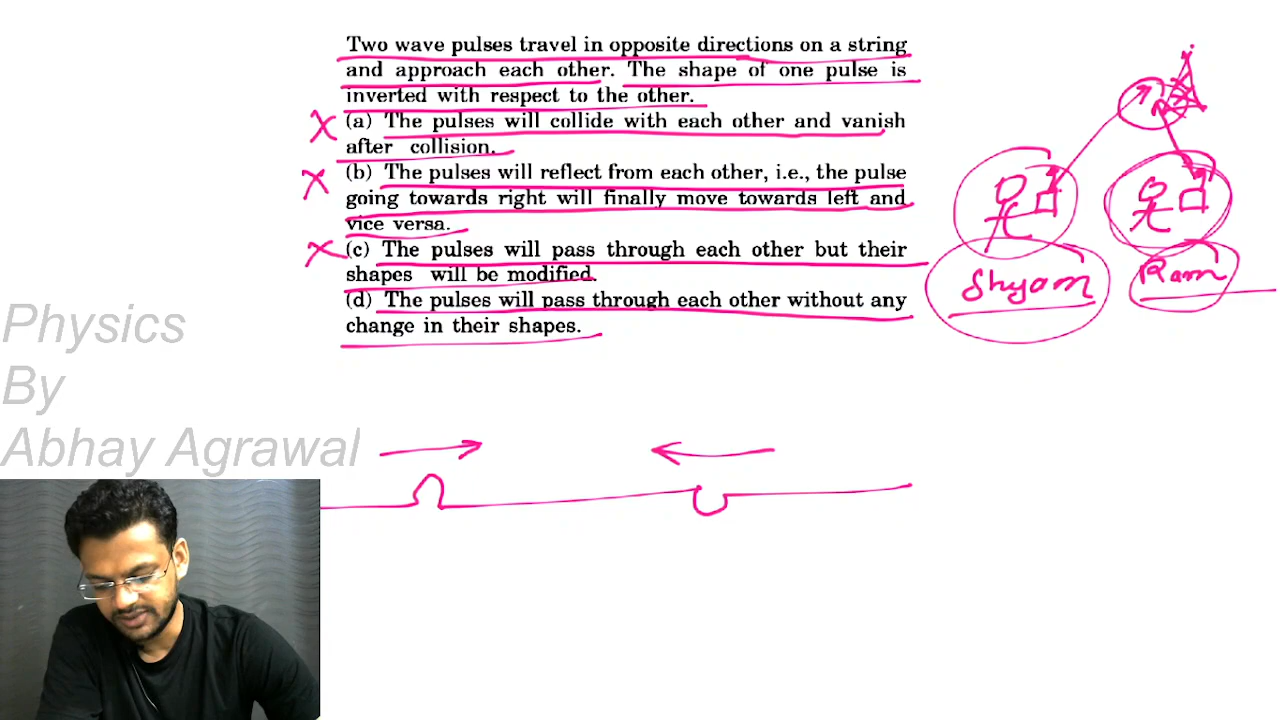 Two wave pulses travel in opposite directions on a string
and approach each other. The shape of one pulse is
inverted with respect to the other.
(a) The pulses will collide with each other and vanish
after collision.
(b) The pulses will reflect from each other, i.e., the pulse
going towards right will finally move towards left and
vice versa.
(c) The pulses will pass through each other but their
shapes will be modified.
(d) The pulses will pass through each other without any
change in their shapes.
Shyam
Ram
Physics
By
Abhay Agrawal